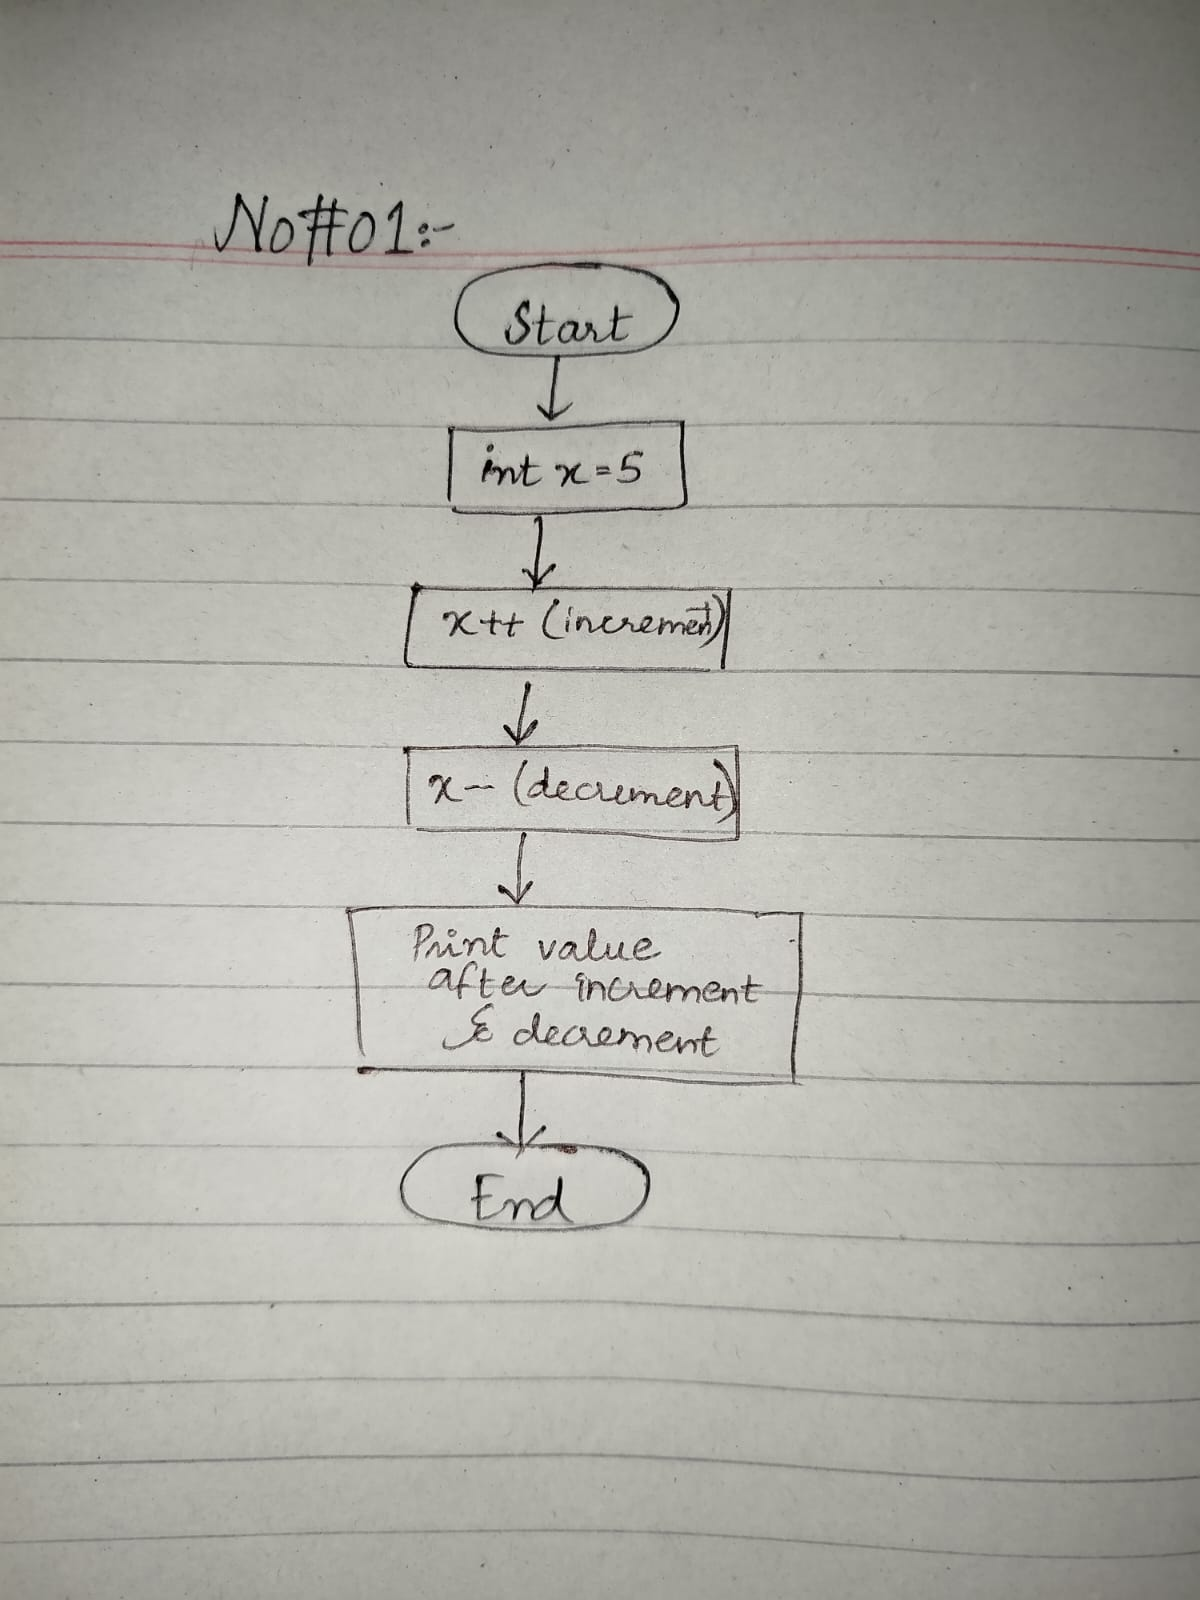 No#01:-
Start
int x=5
x++ (increment)
x-- (decrement)
Print value
after increment
& decrement
End